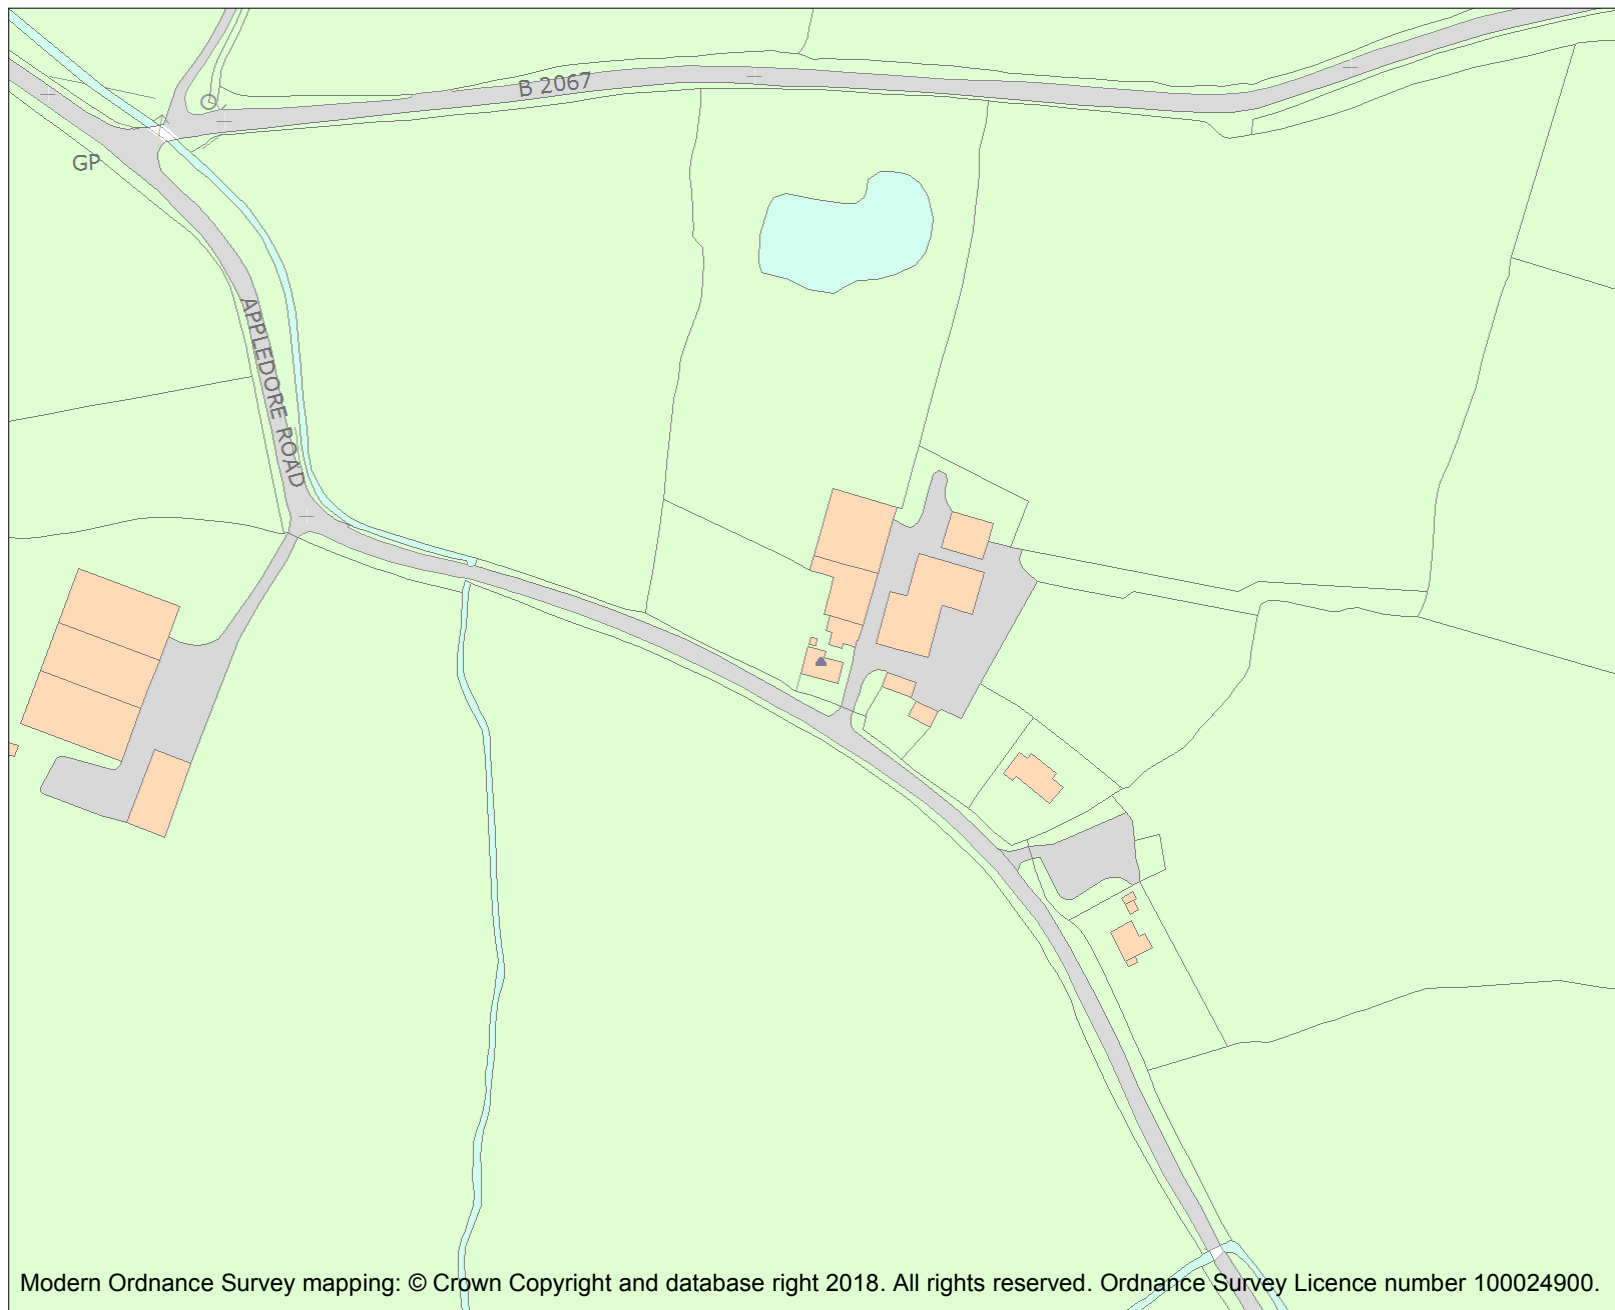 B 2067
GP
APPLEDORE ROAD
Modern Ordnance Survey mapping: © Crown Copyright and database right 2018. All rights reserved. Ordnance Survey Licence number 100024900.